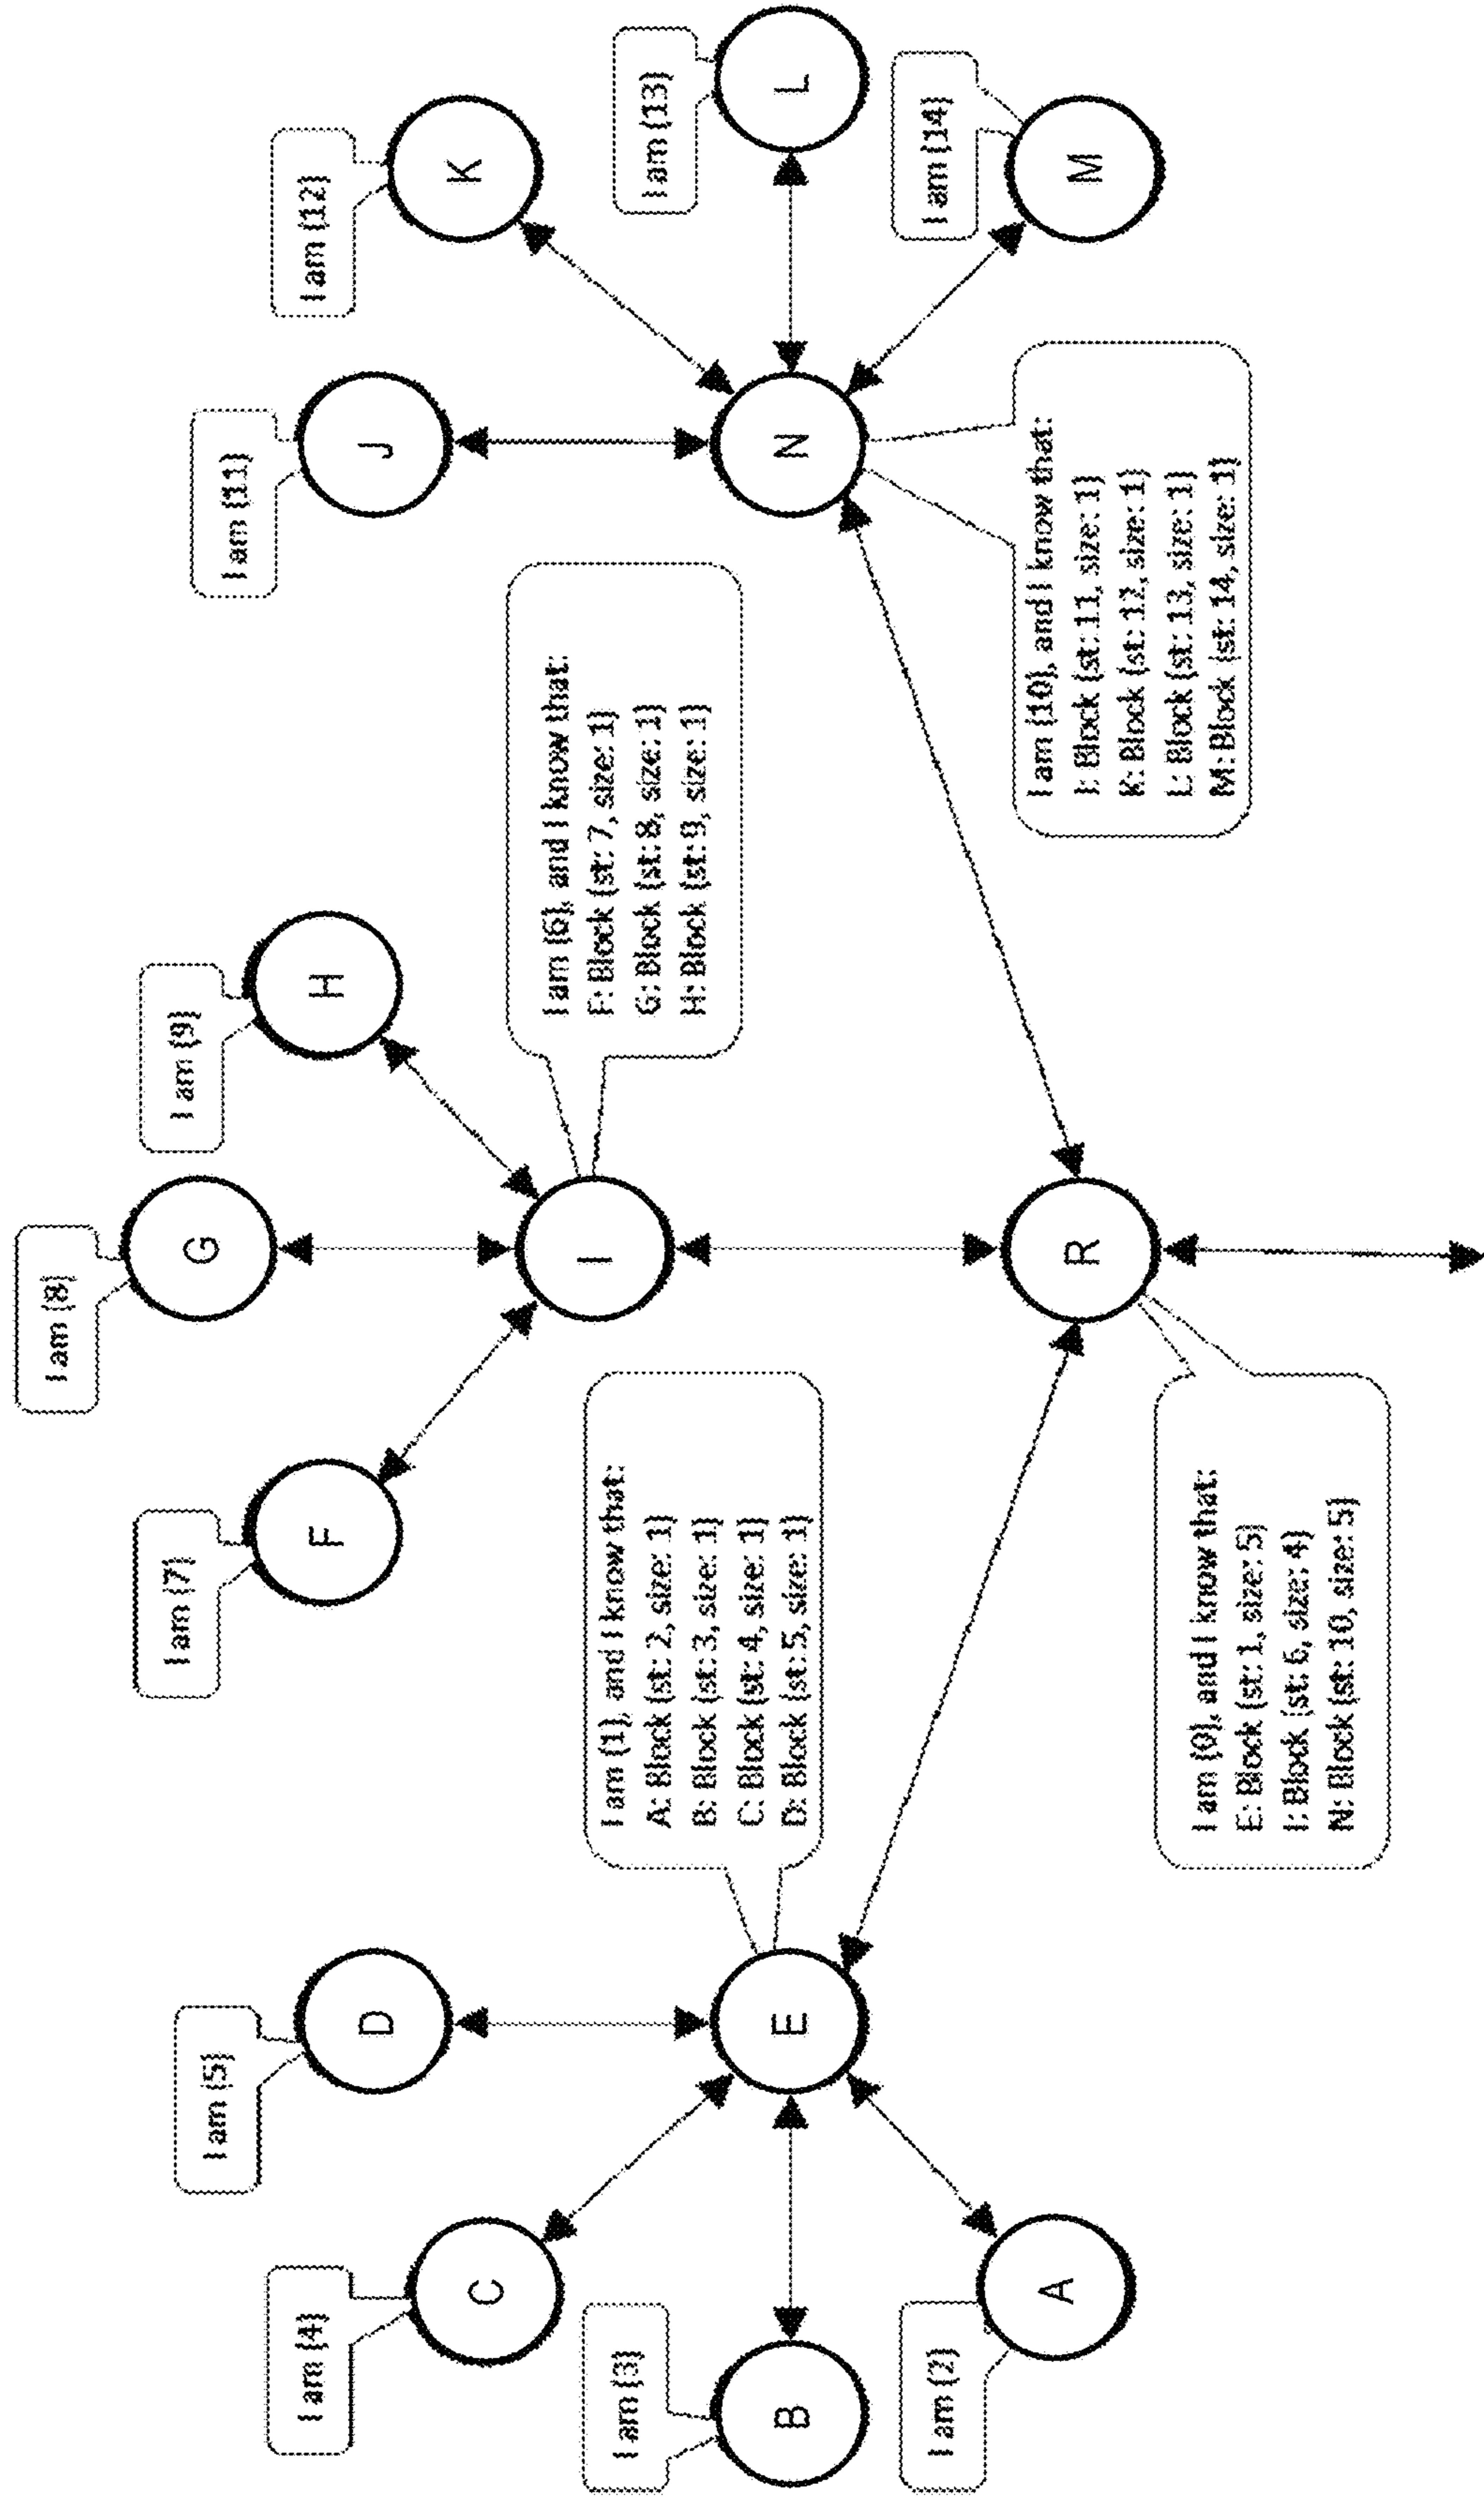 I am {8}
G
I am {7}
F
I am {9}
H
I am {5}
D
I am {11}
J
I am {4}
C
I am {12}
K
I am {6}, and I know that:
F: Block {st: 7, size: 1}
G: Block {st: 8, size: 1}
H: Block {st: 9, size: 1}
I
I am {1}, and I know that:
A: Block {st: 2, size: 1}
B: Block {st: 3, size: 1}
C: Block {st: 4, size: 1}
D: Block {st: 5, size: 1}
I am {3}
B
E
N
I am {13}
L
I am {2}
A
I am {14}
M
I am {10}, and I know that:
J: Block {st: 11, size: 1}
K: Block {st: 12, size: 1}
L: Block {st: 13, size: 1}
M: Block {st: 14, size: 1}
R
I am {0}, and I know that:
E: Block {st: 1, size: 5}
I: Block {st: 6, size: 4}
N: Block {st: 10, size: 5}